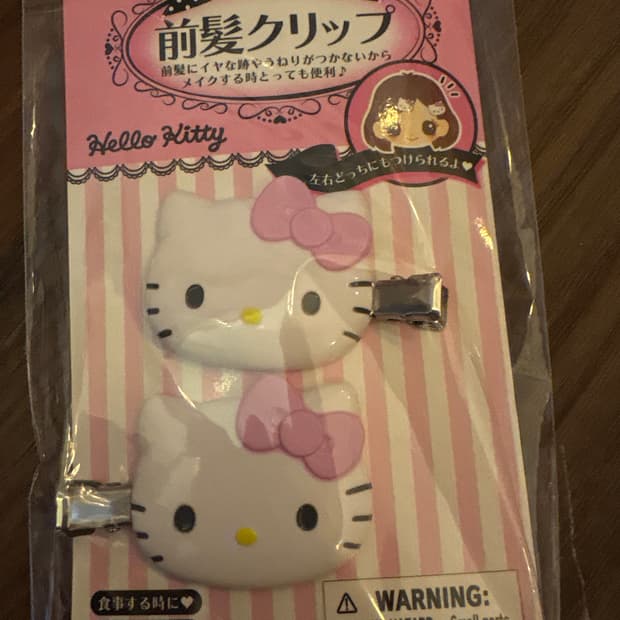 前髪クリップ
前髪にイヤな跡やうねりがつかないから
メイクする時とっても便利♪
Hello Kitty
左右どっちにもつけられるよ♥
食事する時に♥
WARNING:
Small parts